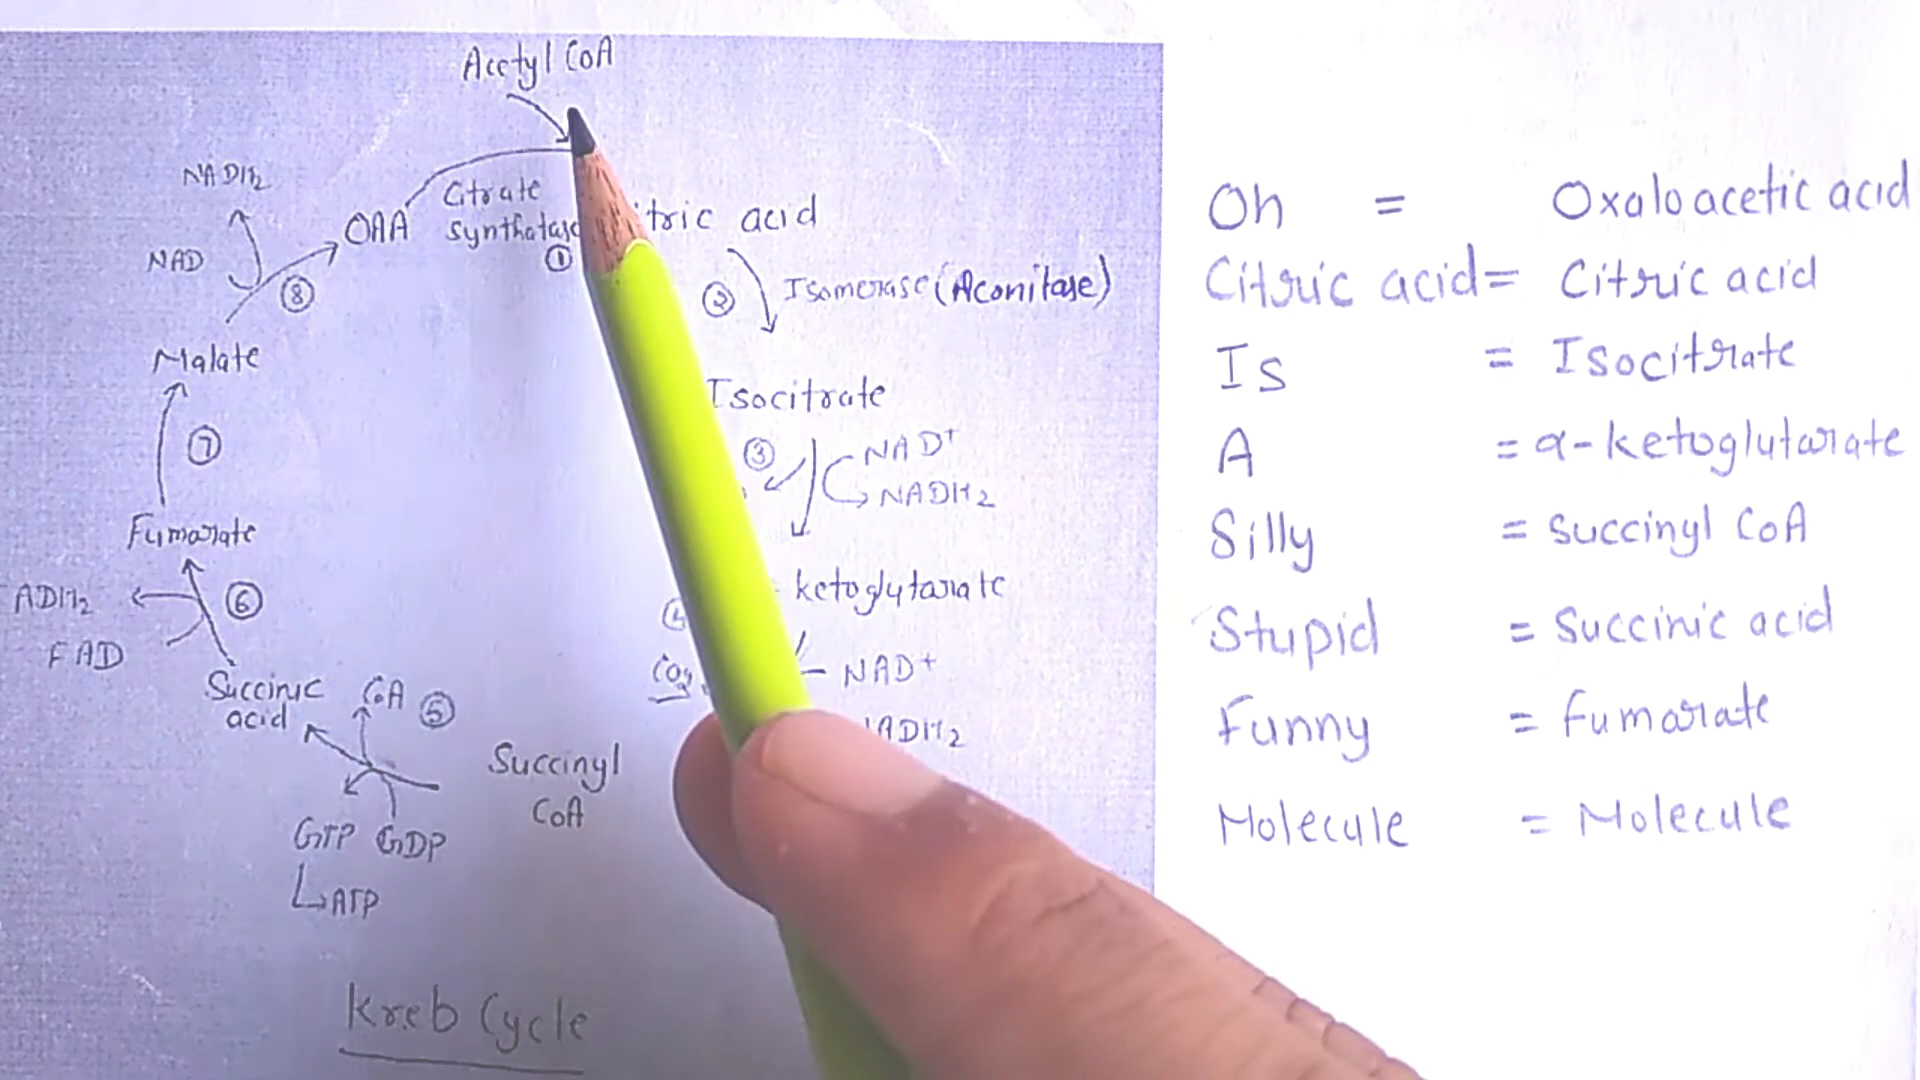 Acetyl CoA
NADH2
NAD
OAA
Citrate
Synthatase
①
tric acid
②
Isomerase (Aconitase)
⑧
Malate
Isocitrate
③
NAD+
NADH2
⑦
Fumarate
ketoglutarate
ADH2
FAD
⑥
NAD+
ADH2
Succinic
acid
CoA
⑤
Succinyl
CoA
GTP GDP
ATP
Kreb Cycle
Oh = Oxaloacetic acid
Citric acid = Citric acid
Is = Isocitrate
A = α-ketoglutarate
Silly = Succinyl CoA
Stupid = Succinic acid
Funny = fumarate
Molecule = Molecule